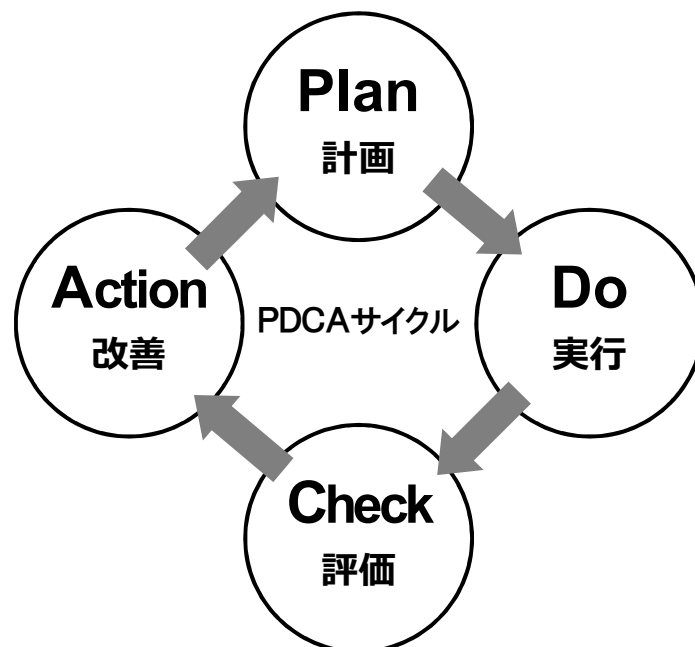 Plan
計画
Action
改善
PDCAサイクル
Do
実行
Check
評価